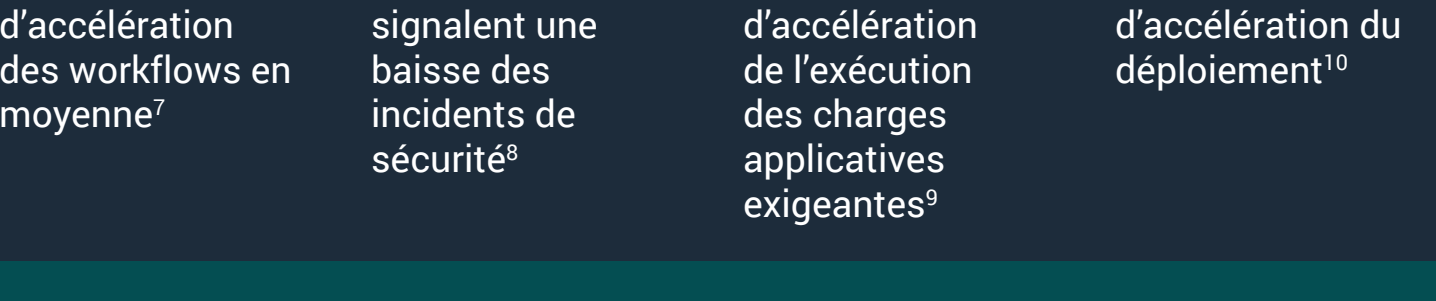 d'accélération
des workflows en
moyenne⁷
signalent une
baisse des
incidents de
sécurité⁸
d'accélération
de l'exécution
des charges
applicatives
exigeantes⁹
d'accélération du
déploiement¹⁰